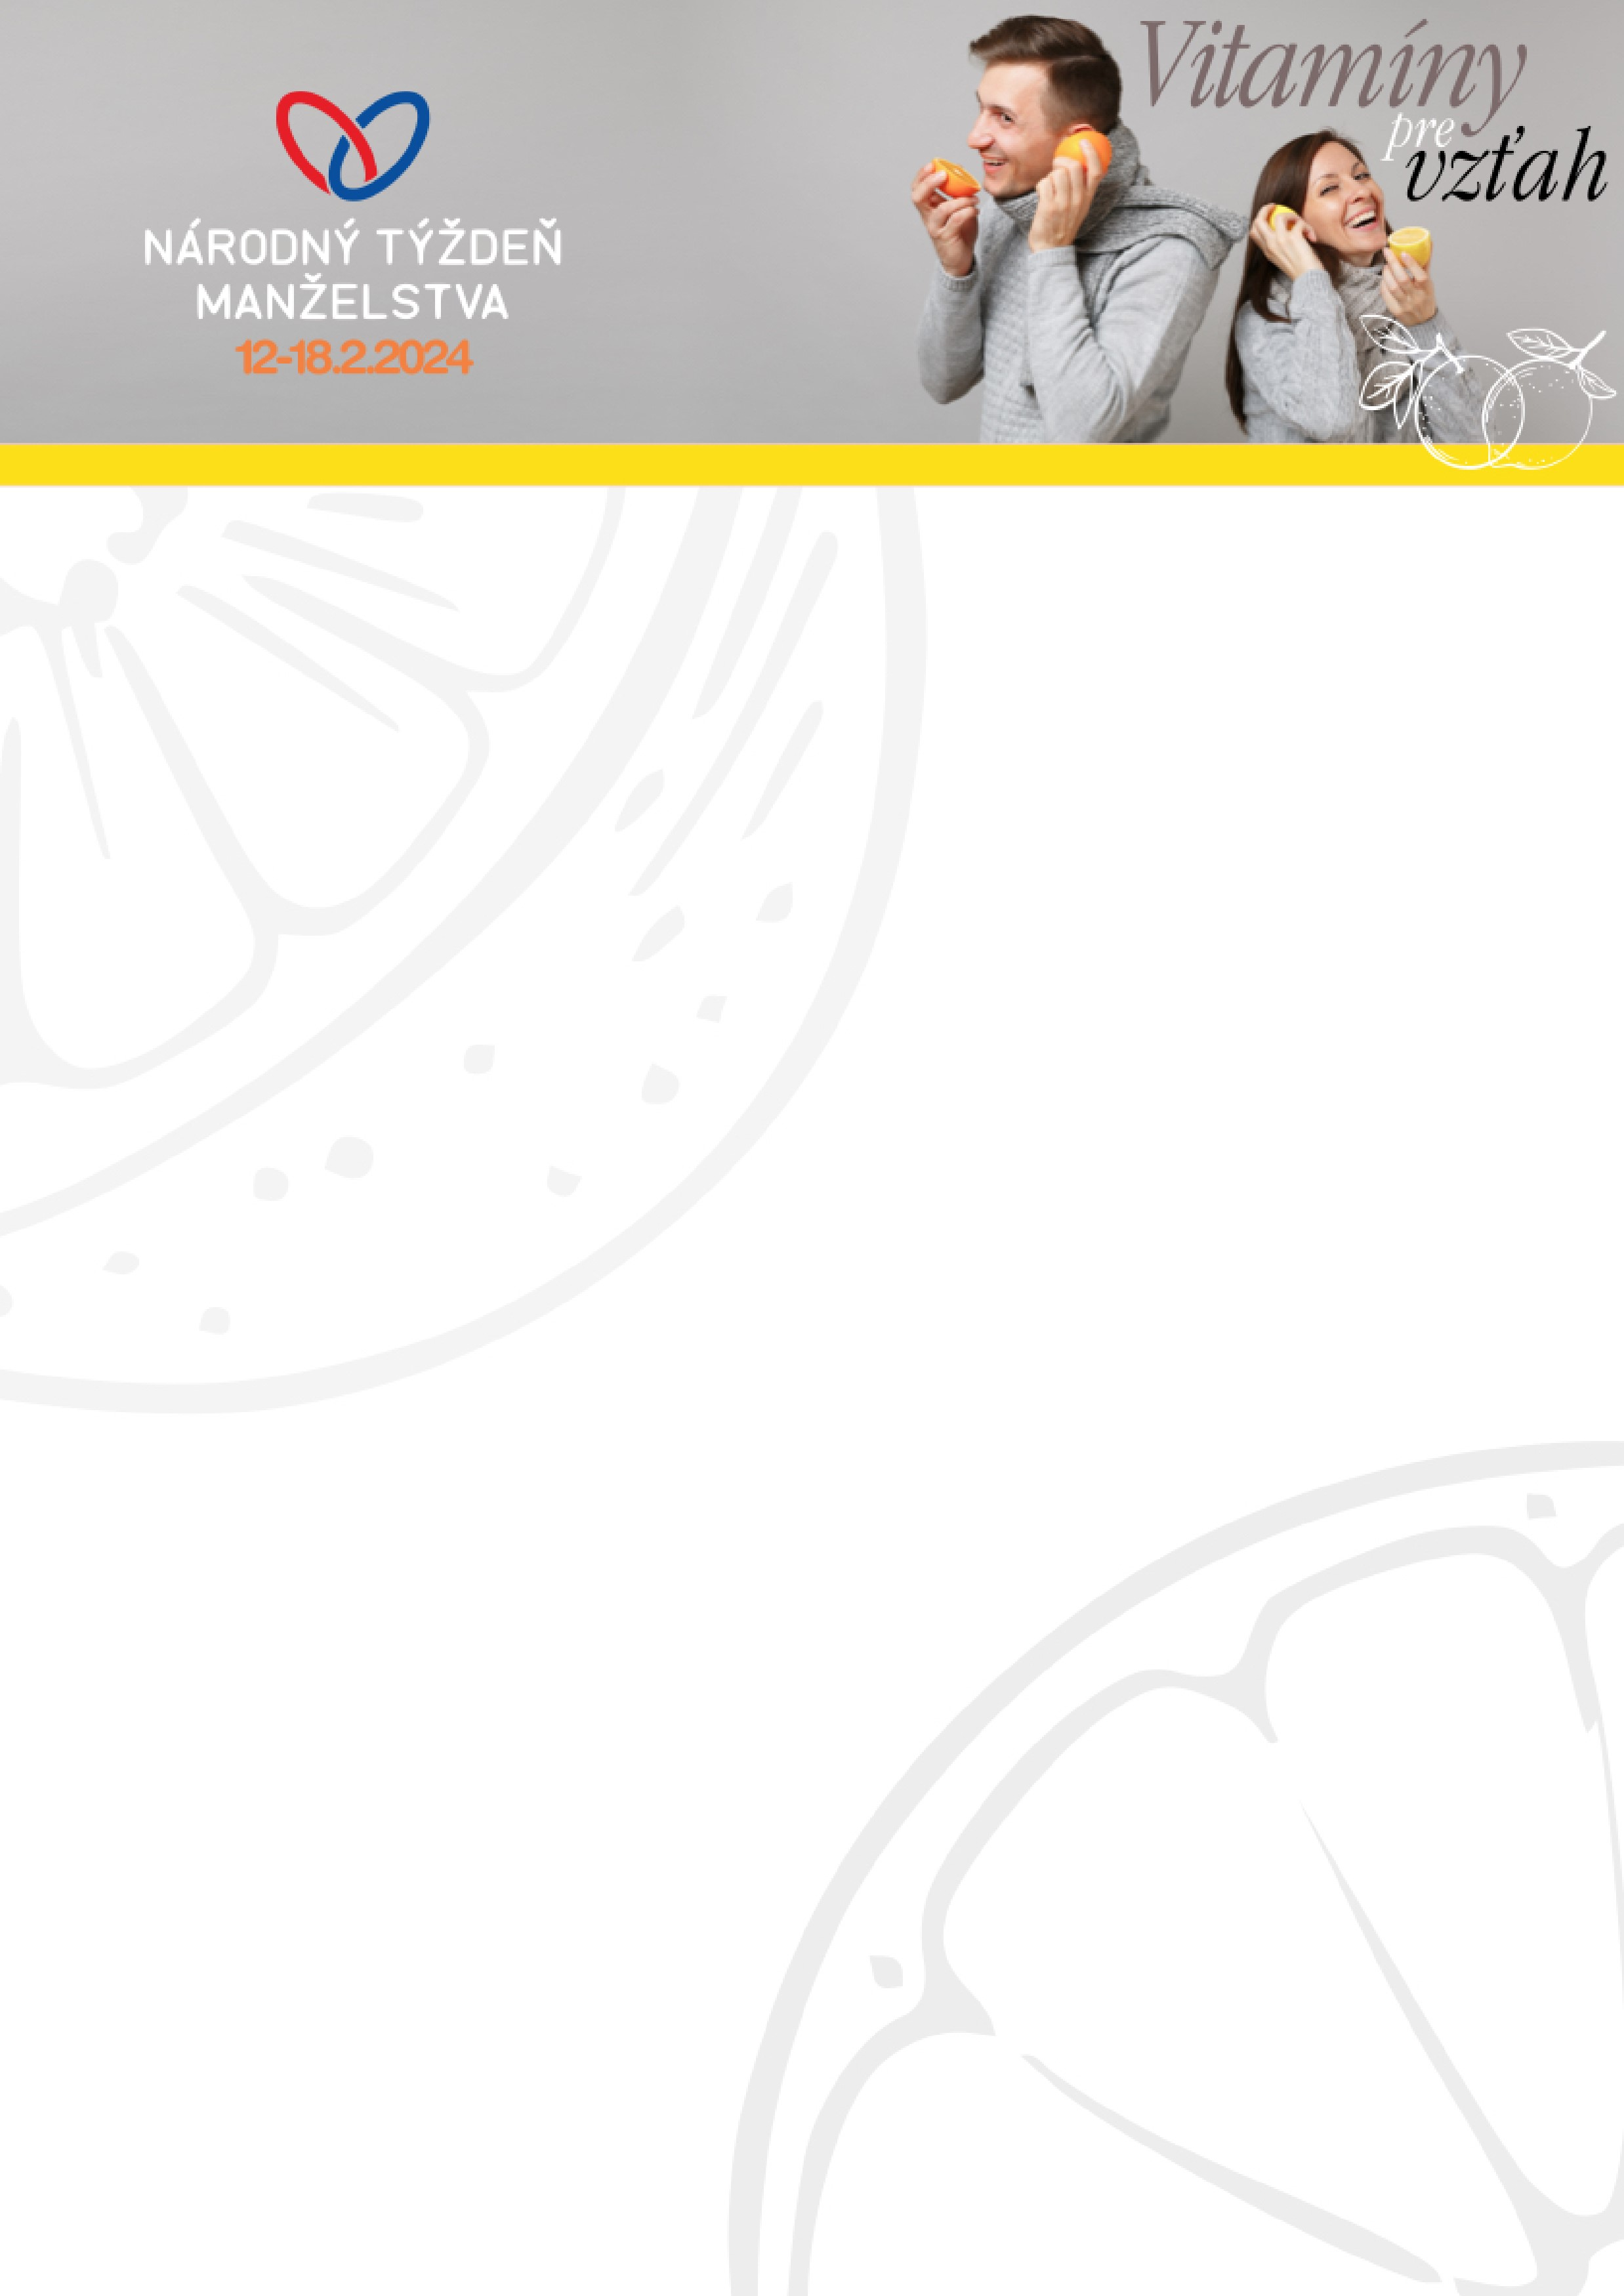 NÁRODNÝ TÝŽDEŇ
MANŽELSTVA
12-18.2.2024
Vitamíny
pre
vzťah